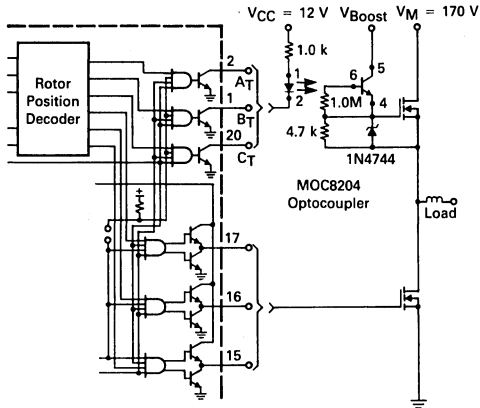 VCC = 12 V
VBoost
VM = 170 V
1.0 k
2
AT
1
BT
20
CT
Rotor
Position
Decoder
1
2
6
5
4
1.0M
4.7 k
1N4744
MOC8204
Optocoupler
Load
17
16
15